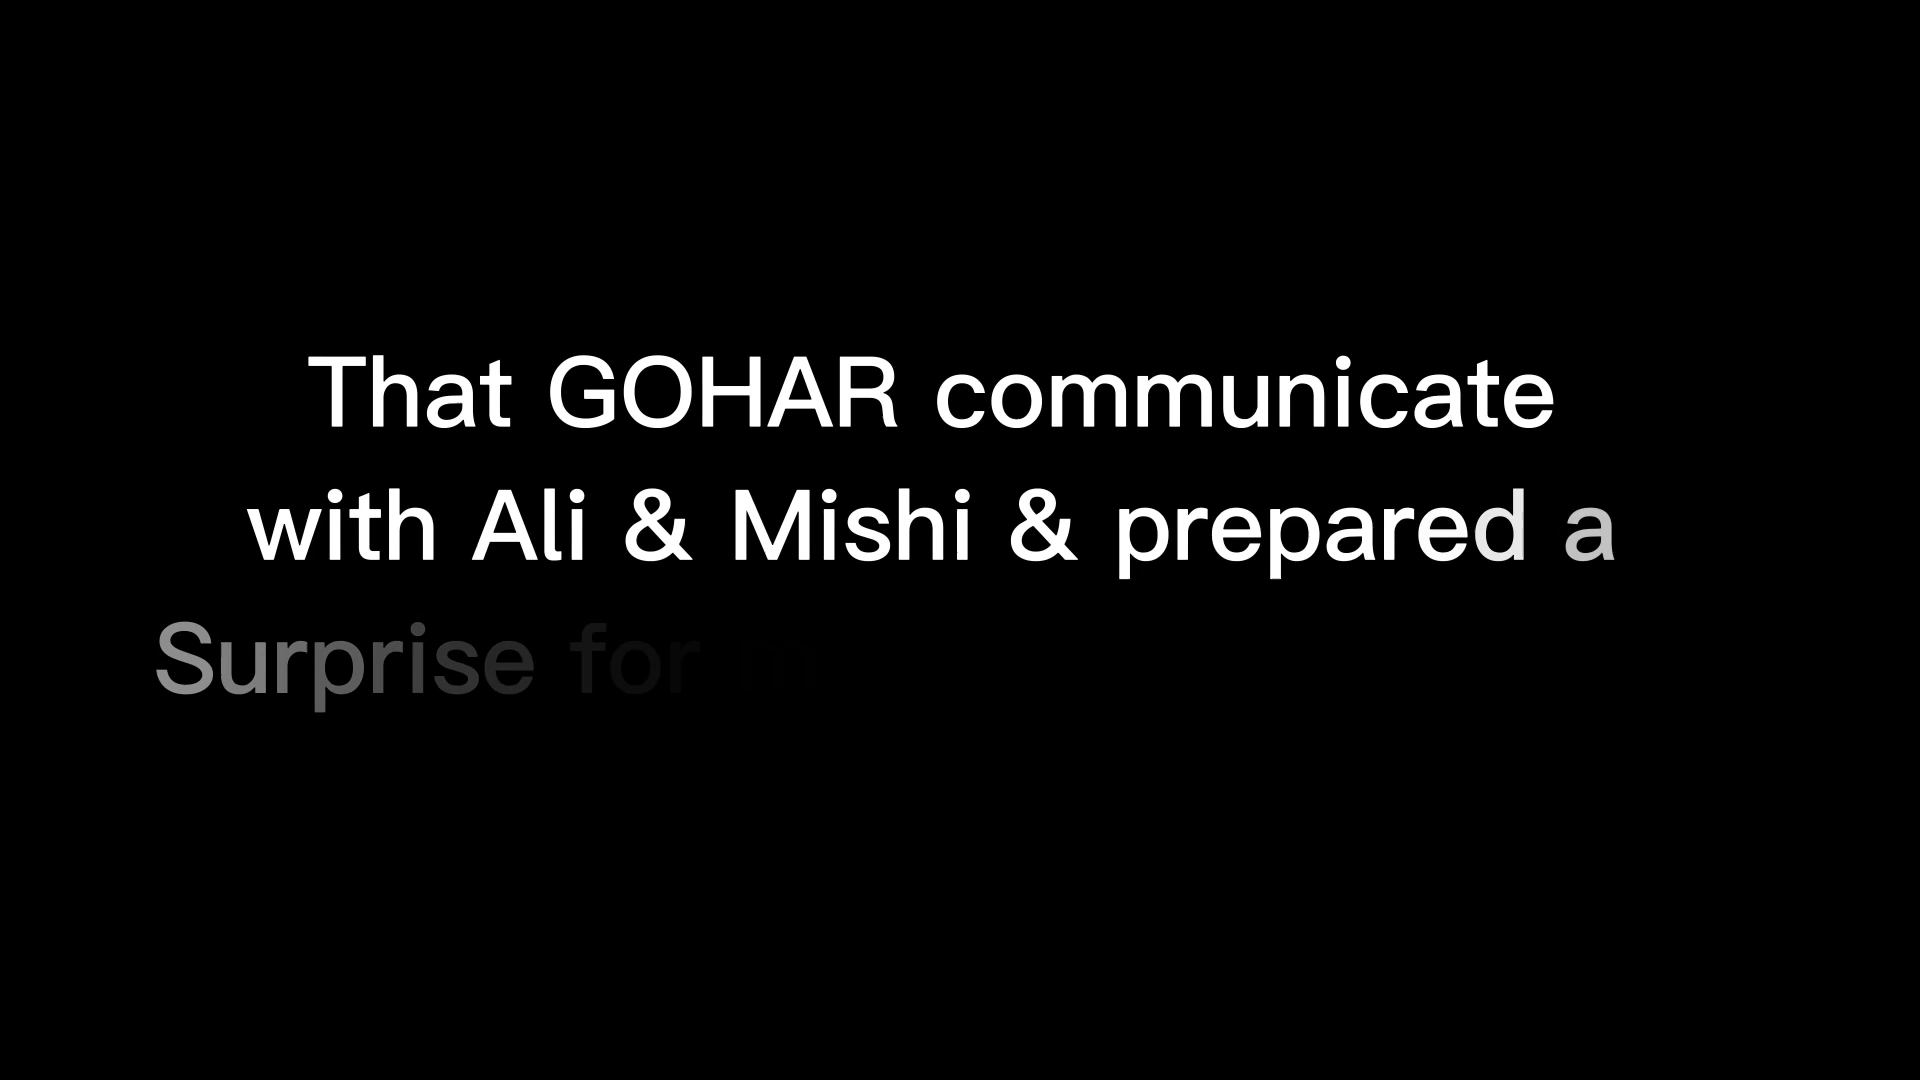 That GOHAR communicate
with Ali & Mishi & prepared a
Surprise for m